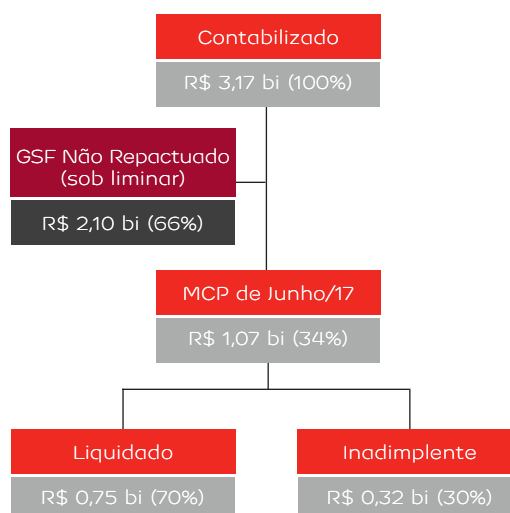 Contabilizado
R$ 3,17 bi (100%)
GSF Não Repactuado
(sob liminar)
R$ 2,10 bi (66%)
MCP de Junho/17
R$ 1,07 bi (34%)
Liquidado
R$ 0,75 bi (70%)
Inadimplente
R$ 0,32 bi (30%)